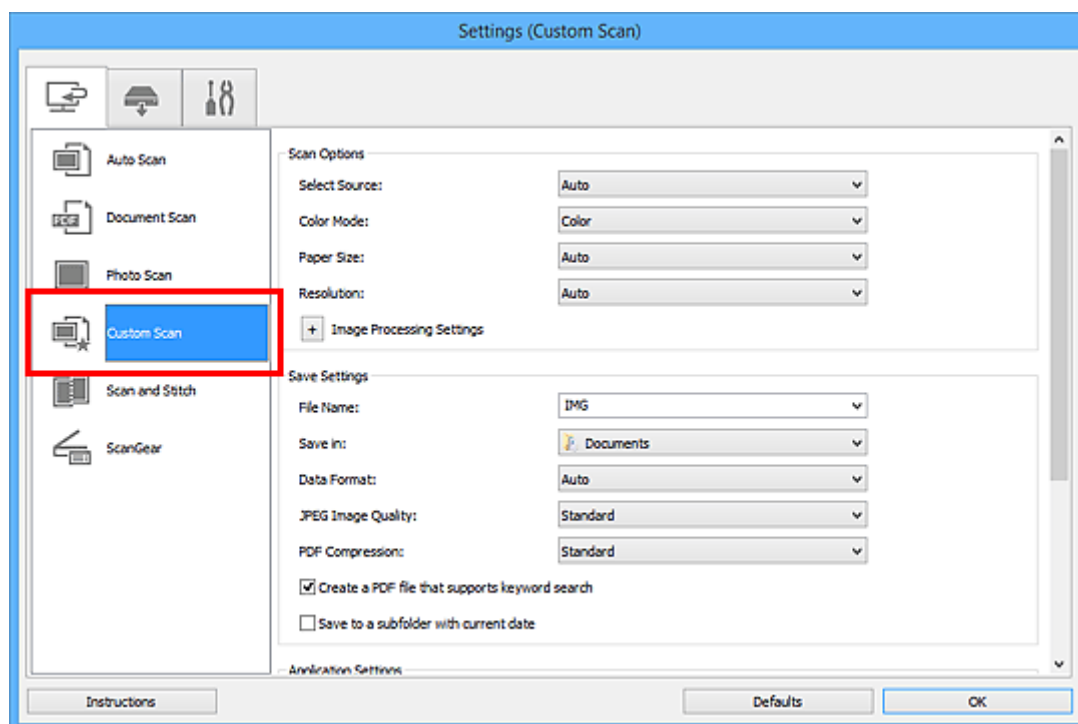 Settings (Custom Scan)
Auto Scan
PDF
Document Scan
Photo Scan
Custom Scan
Scan and Stitch
ScanGear
Scan Options
Select Source: Auto
Color Mode: Color
Paper Size: Auto
Resolution: Auto
+ Image Processing Settings
Save Settings
File Name: IMG
Save in: Documents
Data Format: Auto
JPEG Image Quality: Standard
PDF Compression: Standard
Create a PDF file that supports keyword search
Save to a subfolder with current date
Application Settings
Instructions
Defaults
OK